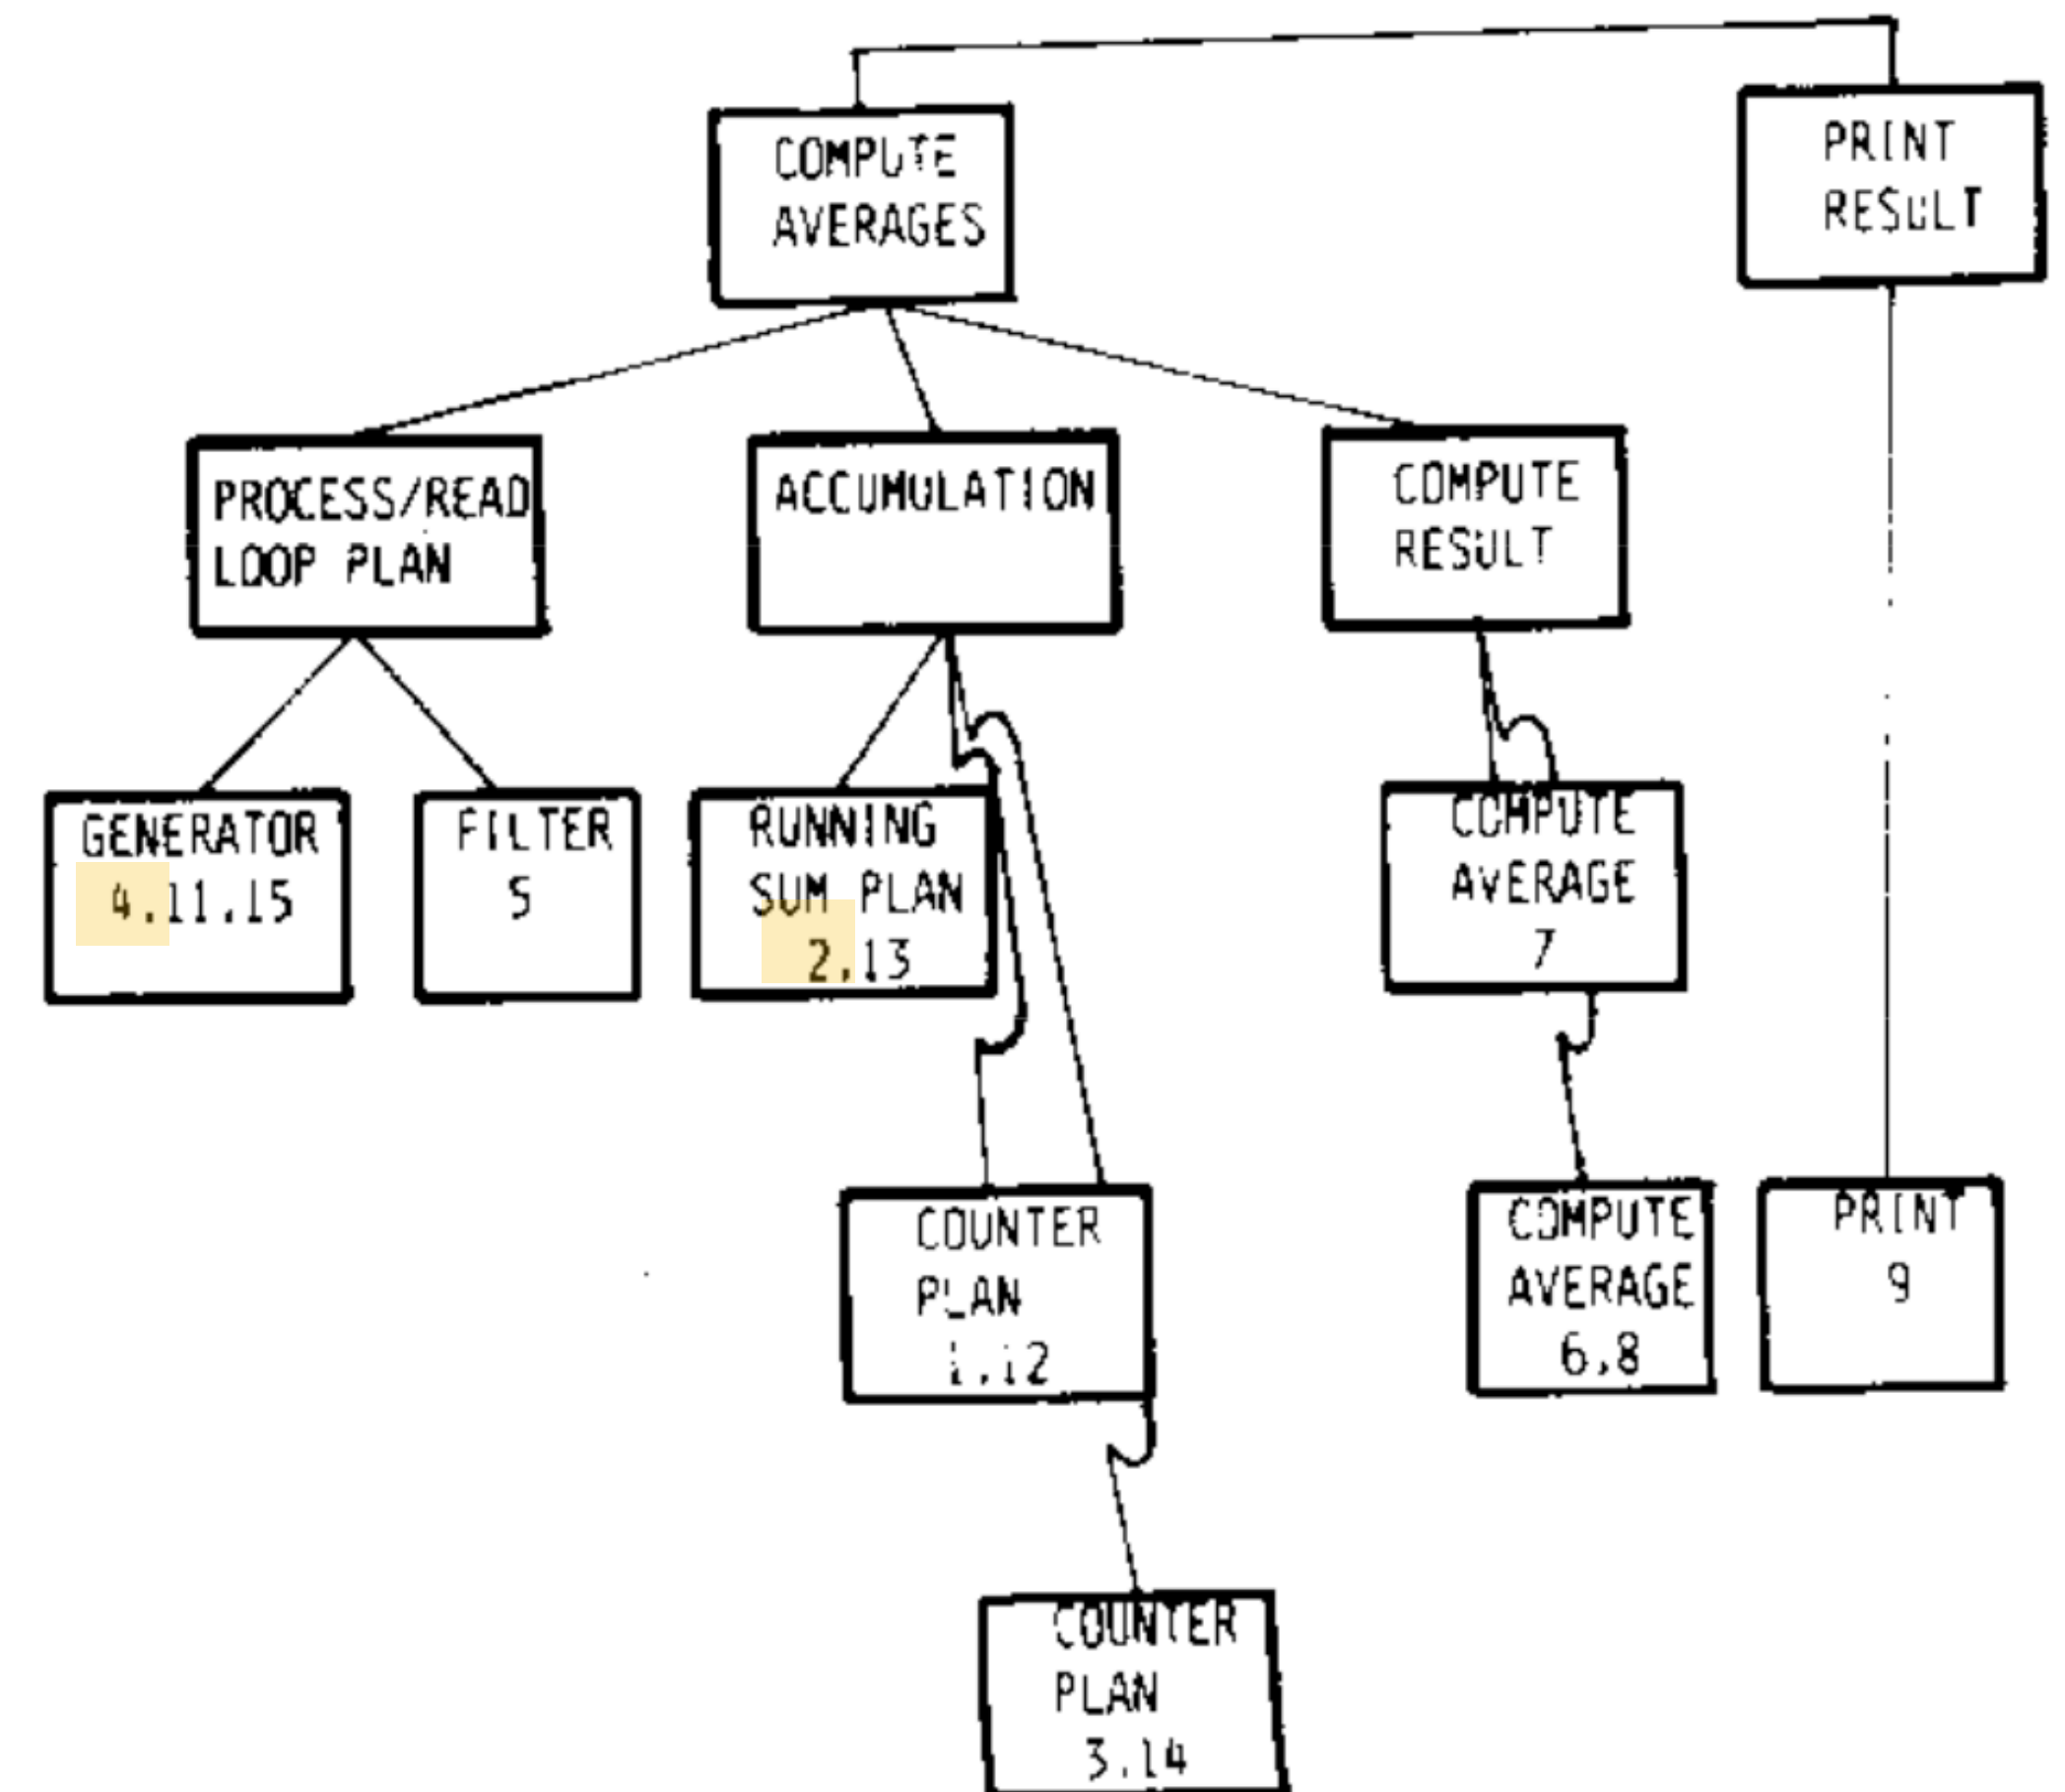 COMPUTE
AVERAGES
PRINT
RESULT
PROCESS/READ
LOOP PLAN
ACCUMULATION
COMPUTE
RESULT
GENERATOR
4,11,15
FILTER
5
RUNNING
SUM PLAN
2,13
COMPUTE
AVERAGE
7
COUNTER
PLAN
1,12
COMPUTE
AVERAGE
6,8
PRINT
9
COUNTER
PLAN
3,14